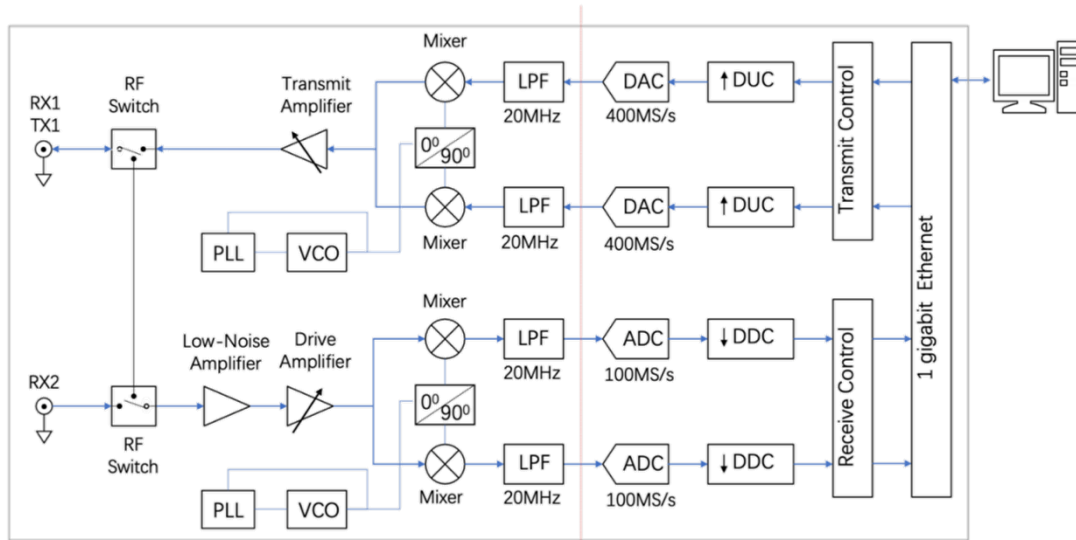 Mixer
RF
Switch
Transmit
Amplifier
LPF
20MHz
DAC
400MS/s
↑ DUC
RX1
TX1
0⁰
90⁰
Transmit Control
1 gigabit Ethernet
PLL
VCO
Mixer
LPF
20MHz
DAC
400MS/s
↑ DUC
Mixer
Low-Noise
Amplifier
Drive
Amplifier
LPF
20MHz
ADC
100MS/s
↓ DDC
RX2
RF
Switch
0⁰
90⁰
Receive Control
PLL
VCO
Mixer
LPF
20MHz
ADC
100MS/s
↓ DDC